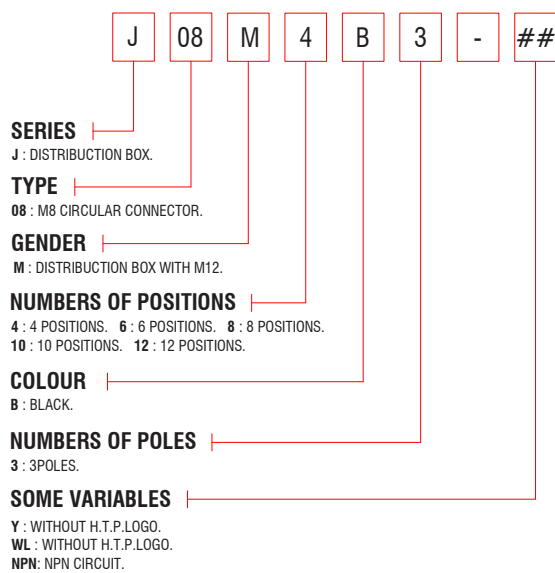 J 08 M 4 B 3 - ##
SERIES
J : DISTRIBUCTION BOX.
TYPE
08 : M8 CIRCULAR CONNECTOR.
GENDER
M : DISTRIBUCTION BOX WITH M12.
NUMBERS OF POSITIONS
4 : 4 POSITIONS. 6 : 6 POSITIONS. 8 : 8 POSITIONS.
10 : 10 POSITIONS. 12 : 12 POSITIONS.
COLOUR
B : BLACK.
NUMBERS OF POLES
3 : 3POLES.
SOME VARIABLES
Y : WITHOUT H.T.P.LOGO.
WL : WITHOUT H.T.P.LOGO.
NPN: NPN CIRCUIT.